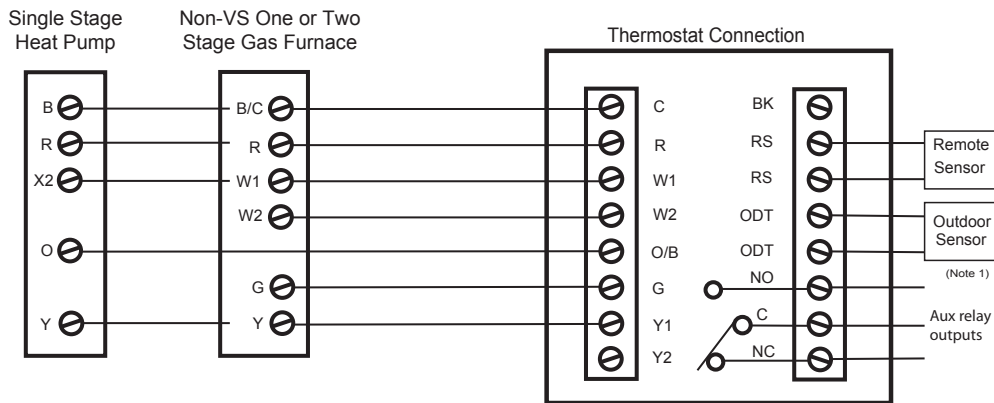 Single Stage
Heat Pump
Non-VS One or Two
Stage Gas Furnace
Thermostat Connection
B
R
X2
O
Y
B/C
R
W1
W2
G
Y
C
R
W1
W2
O/B
G
Y1
Y2
BK
RS
RS
ODT
ODT
NO
C
NC
Remote
Sensor
Outdoor
Sensor
(Note 1)
Aux relay
outputs